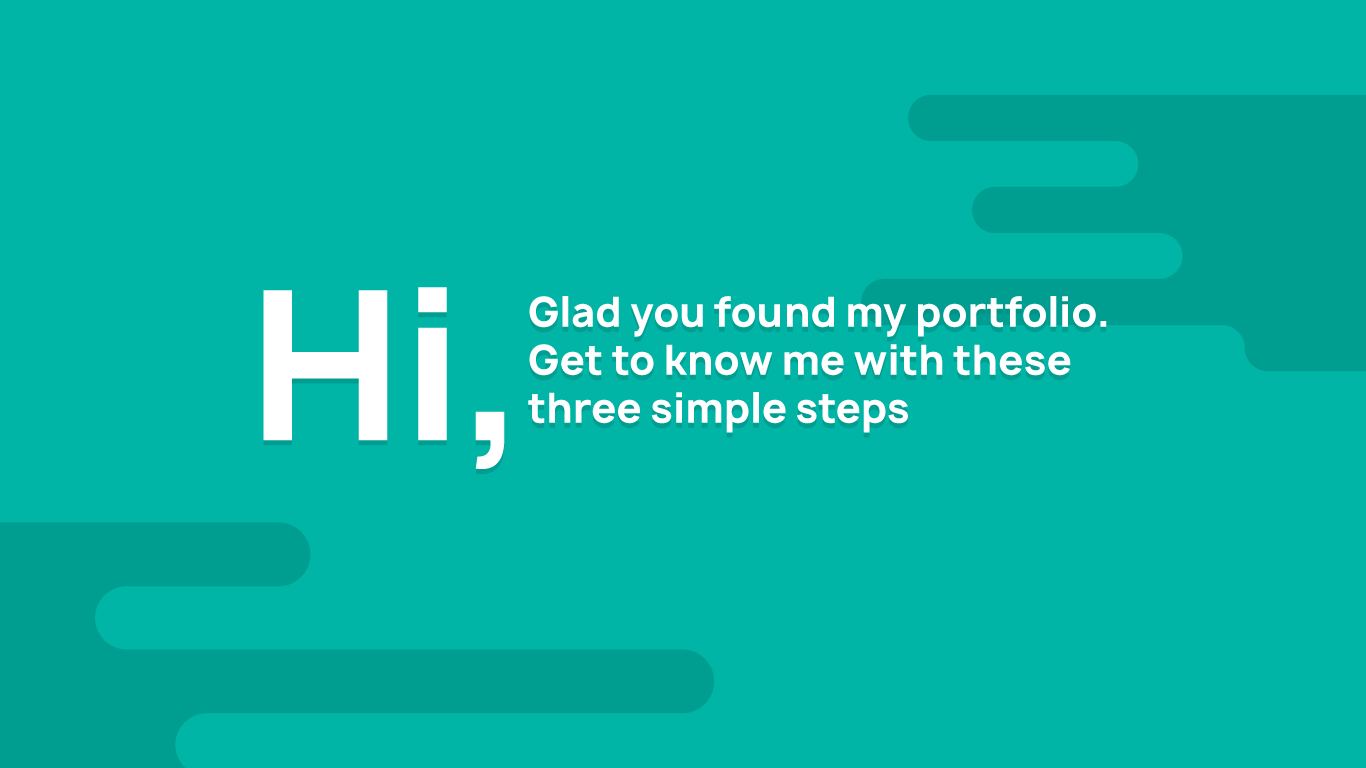 Hi,
Glad you found my portfolio.
Get to know me with these
three simple steps